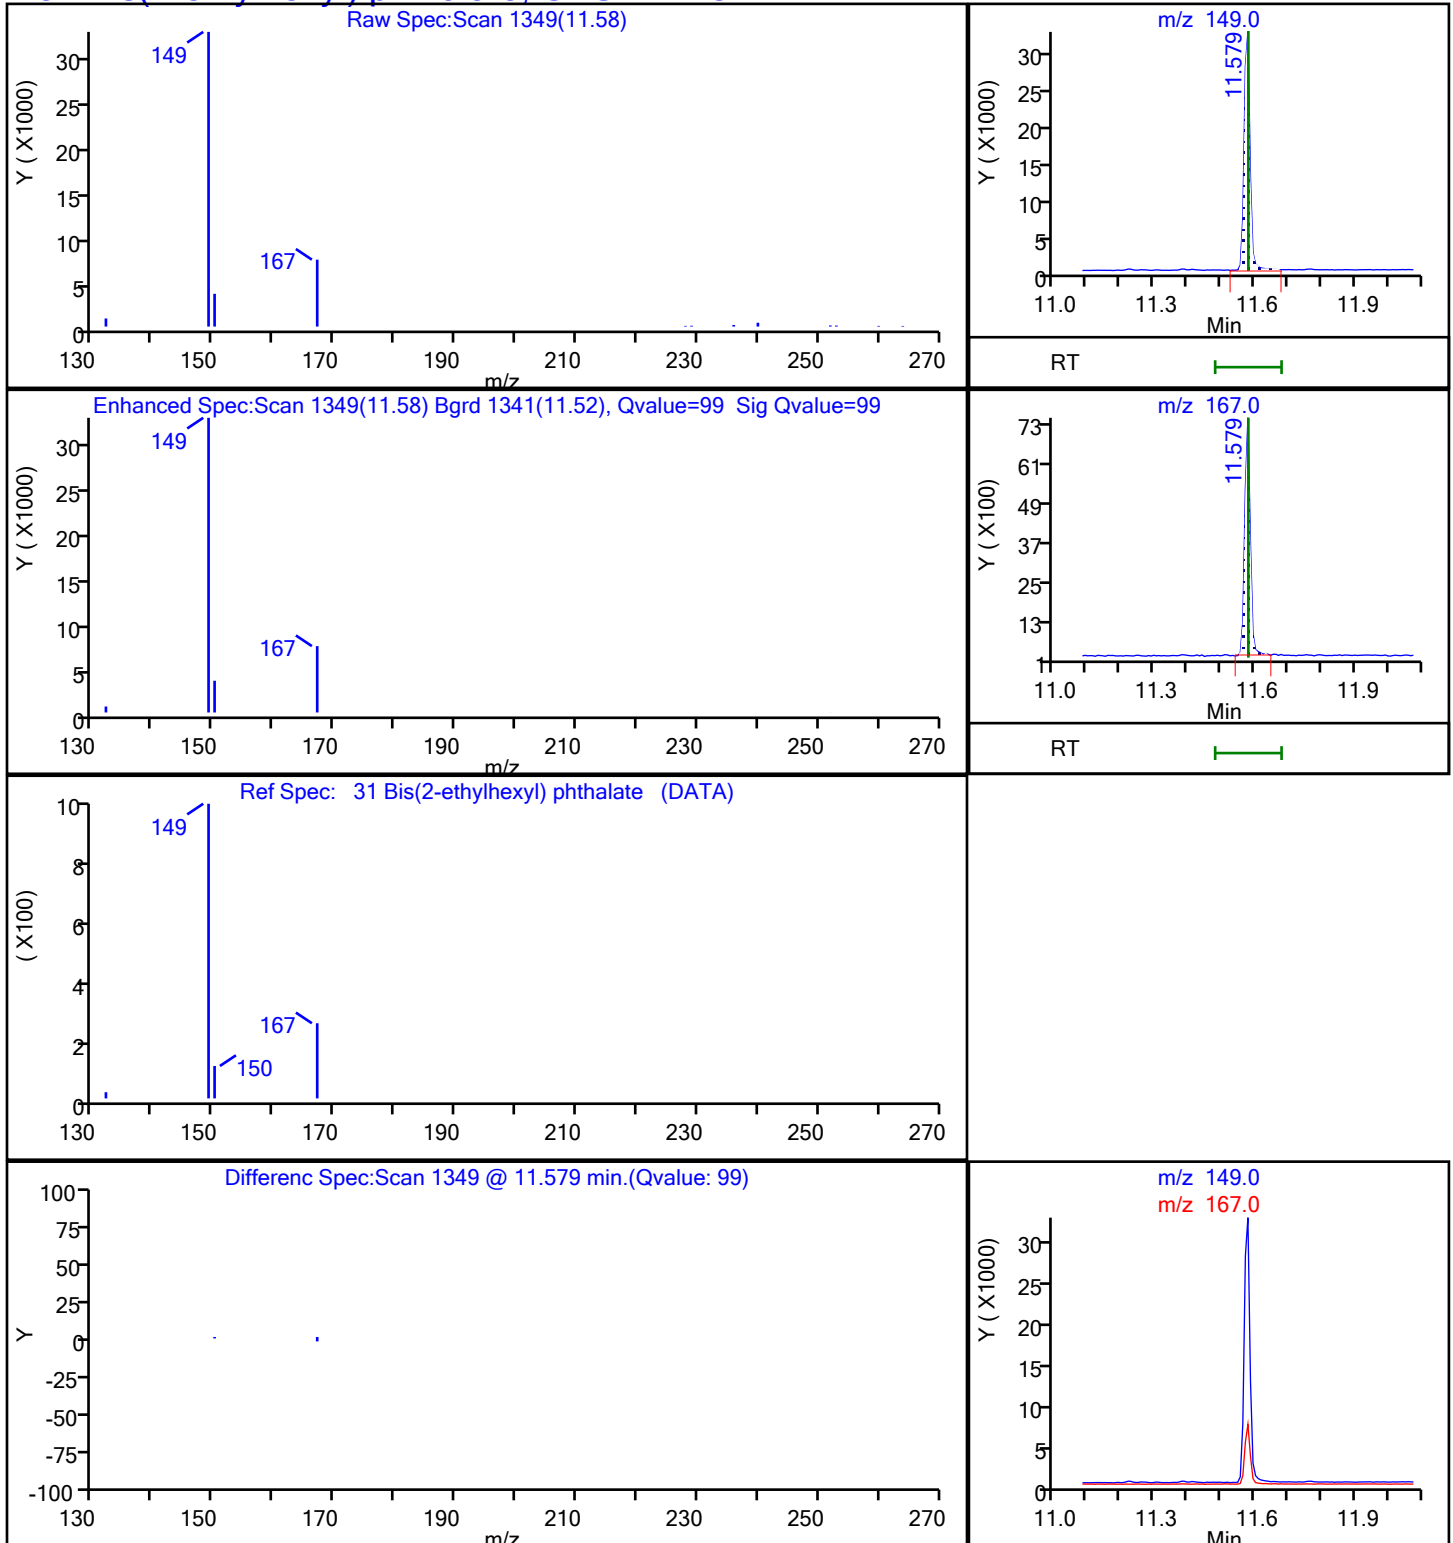 Raw Spec:Scan 1349(11.58)
Y ( X1000)
30
25
20
15
10
5
0
149
167
130 150 170 190 210 230 250 270
m/z
m/z 149.0
Y ( X1000)
30
25
20
15
10
5
0
11.579
11.0 11.3 11.6 11.9
Min
RT
Enhanced Spec:Scan 1349(11.58) Bgrd 1341(11.52), Qvalue=99 Sig Qvalue=99
Y ( X1000)
30
25
20
15
10
5
0
149
167
130 150 170 190 210 230 250 270
m/z
m/z 167.0
Y ( X100)
73
61
49
37
25
13
1
11.579
11.0 11.3 11.6 11.9
Min
RT
Ref Spec: 31 Bis(2-ethylhexyl) phthalate (DATA)
( X100)
10
8
6
4
2
0
149
167
150
130 150 170 190 210 230 250 270
Differenc Spec:Scan 1349 @ 11.579 min.(Qvalue: 99)
Y
100
75
50
25
0
-25
-50
-75
-100
130 150 170 190 210 230 250 270
m/z
m/z 149.0
m/z 167.0
Y ( X1000)
30
25
20
15
10
5
0
11.0 11.3 11.6 11.9
Min